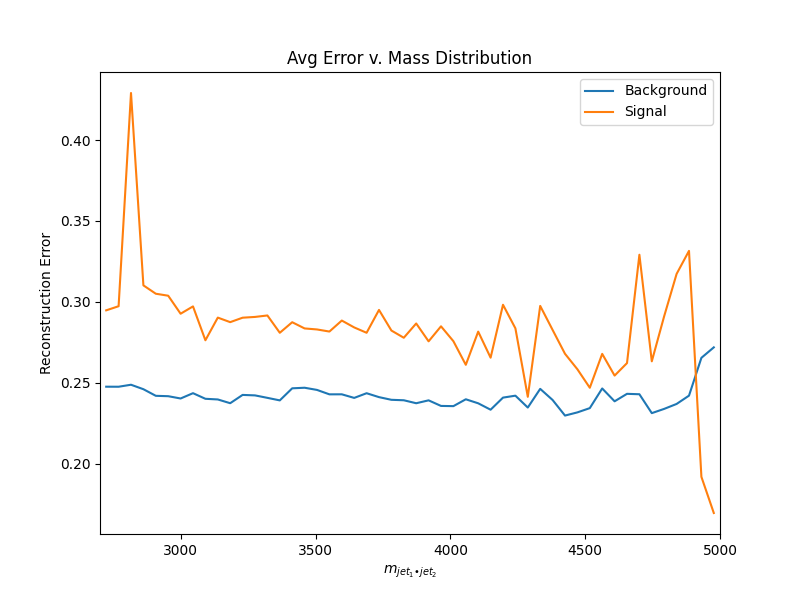 Avg Error v. Mass Distribution
Background
Signal
0.40
0.35
0.30
0.25
0.20
Reconstruction Error
3000 3500 4000 4500 5000
m_{jet_1•jet_2}